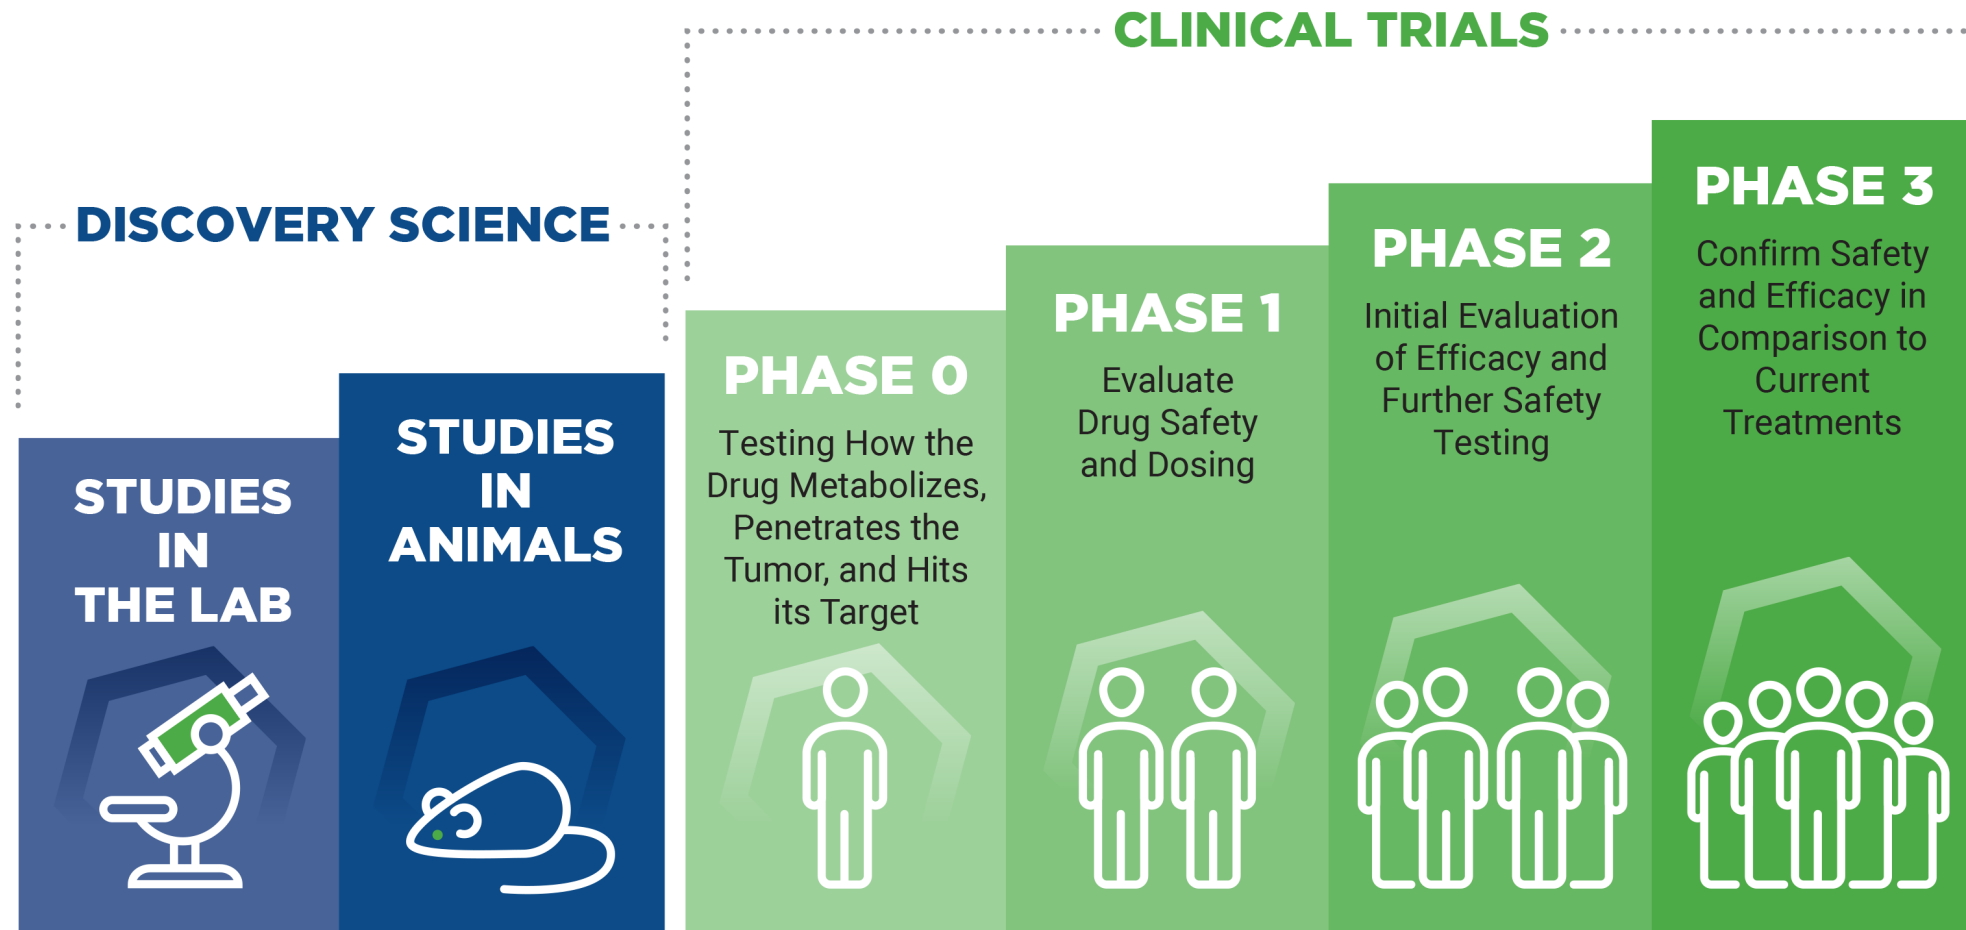 CLINICAL TRIALS
DISCOVERY SCIENCE
STUDIES
IN
THE LAB
STUDIES
IN
ANIMALS
PHASE 0
Testing How the
Drug Metabolizes,
Penetrates the
Tumor, and Hits
its Target
PHASE 1
Evaluate
Drug Safety
and Dosing
PHASE 2
Initial Evaluation
of Efficacy and
Further Safety
Testing
PHASE 3
Confirm Safety
and Efficacy in
Comparison to
Current
Treatments